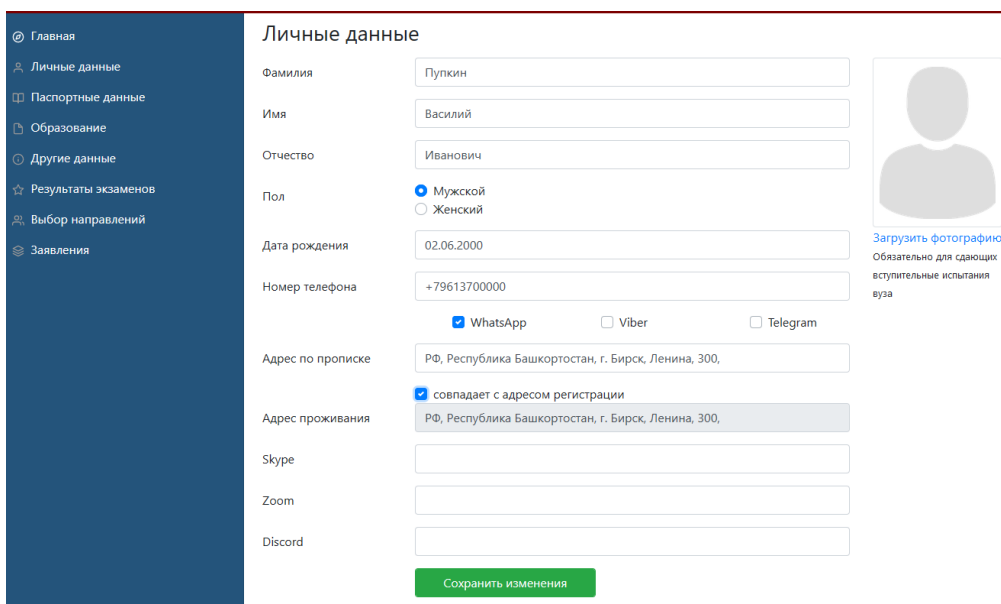 Главная
Личные данные
Паспортные данные
Образование
Другие данные
Результаты экзаменов
Выбор направлений
Заявления
Личные данные
Фамилия Пупкин
Имя Василий
Отчество Иванович
Пол Мужской
Женский
Дата рождения 02.06.2000
Номер телефона +79613700000
WhatsApp Viber Telegram
Адрес по прописке РФ, Республика Башкортостан, г. Бирск, Ленина, 300,
совпадает с адресом регистрации
Адрес проживания РФ, Республика Башкортостан, г. Бирск, Ленина, 300,
Skype
Zoom
Discord
Сохранить изменения
Загрузить фотографию
Обязательно для сдающих
вступительные испытания
вуза